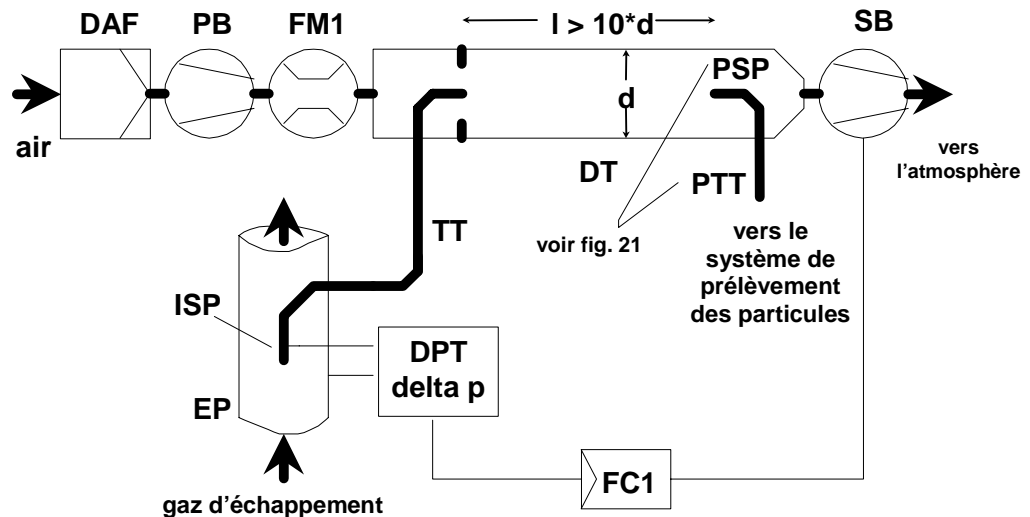 DAF
PB
FM1
l > 10*d
SB
air
d
PSP
DT
PTT
vers
l'atmosphère
TT
voir fig. 21
vers le
système de
prélèvement
des particules
ISP
DPT
delta p
EP
FC1
gaz d'échappement